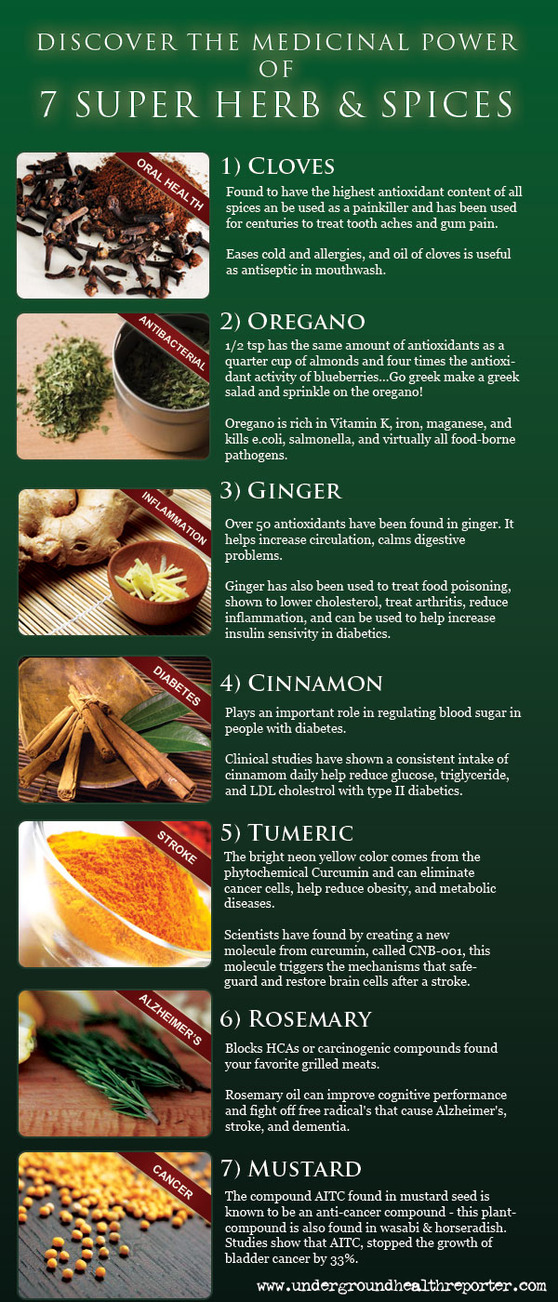 DISCOVER THE MEDICINAL POWER
OF
7 SUPER HERB & SPICES
ORAL HEALTH
1) CLOVES
Found to have the highest antioxidant content of all
spices an be used as a painkiller and has been used
for centuries to treat tooth aches and gum pain.
Eases cold and allergies, and oil of cloves is useful
as antiseptic in mouthwash.
ANTIBACTERIAL
2) OREGANO
1/2 tsp has the same amount of antioxidants as a
quarter cup of almonds and four times the antioxi-
dant activity of blueberries...Go greek make a greek
salad and sprinkle on the oregano!
Oregano is rich in Vitamin K, iron, maganese, and
kills e.coli, salmonella, and virtually all food-borne
pathogens.
INFLAMMATION
3) GINGER
Over 50 antioxidants have been found in ginger. It
helps increase circulation, calms digestive
problems.
Ginger has also been used to treat food poisoning,
shown to lower cholesterol, treat arthritis, reduce
inflammation, and can be used to help increase
insulin sensivity in diabetics.
DIABETES
4) CINNAMON
Plays an important role in regulating blood sugar in
people with diabetes.
Clinical studies have shown a consistent intake of
cinnamom daily help reduce glucose, triglyceride,
and LDL cholestrol with type II diabetics.
STROKE
5) TUMERIC
The bright neon yellow color comes from the
phytochemical Curcumin and can eliminate
cancer cells, help reduce obesity, and metabolic
diseases.
Scientists have found by creating a new
molecule from curcumin, called CNB-001, this
molecule triggers the mechanisms that safe-
guard and restore brain cells after a stroke.
ALZHEIMER'S
6) ROSEMARY
Blocks HCAs or carcinogenic compounds found
your favorite grilled meats.
Rosemary oil can improve cognitive performance
and fight off free radical's that cause Alzheimer's,
stroke, and dementia.
CANCER
7) MUSTARD
The compound AITC found in mustard seed is
known to be an anti-cancer compound - this plant-
compound is also found in wasabi & horseradish.
Studies show that AITC, stopped the growth of
bladder cancer by 33%.
www.undergroundhealthreporter.com